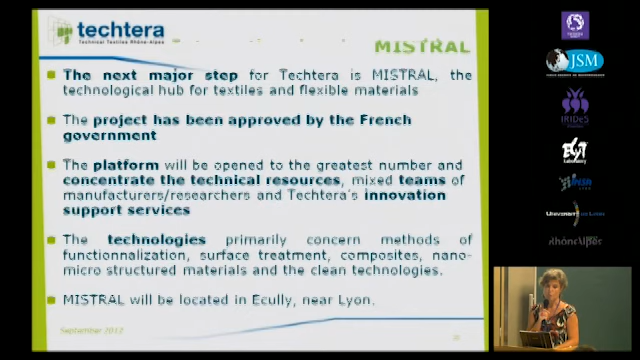 techtera
Technical Textiles Rhône-Alpes
MISTRAL
The next major step for Techtera is MISTRAL, the
technological hub for textiles and flexible materials
The project has been approved by the French
government
The platform will be opened to the greatest number and
concentrate the technical resources, mixed teams of
manufacturers/researchers and Techtera's innovation
support services
The technologies primarily concern methods of
functionnalization, surface treatment, composites, nano-
micro structured materials and the clean technologies.
MISTRAL will be located in Ecully, near Lyon.
September 2012
JSM
IRIDeS
ELyT
Laboratory
INSA
UNIVERSITÉ DE LYON
RhôneAlpes